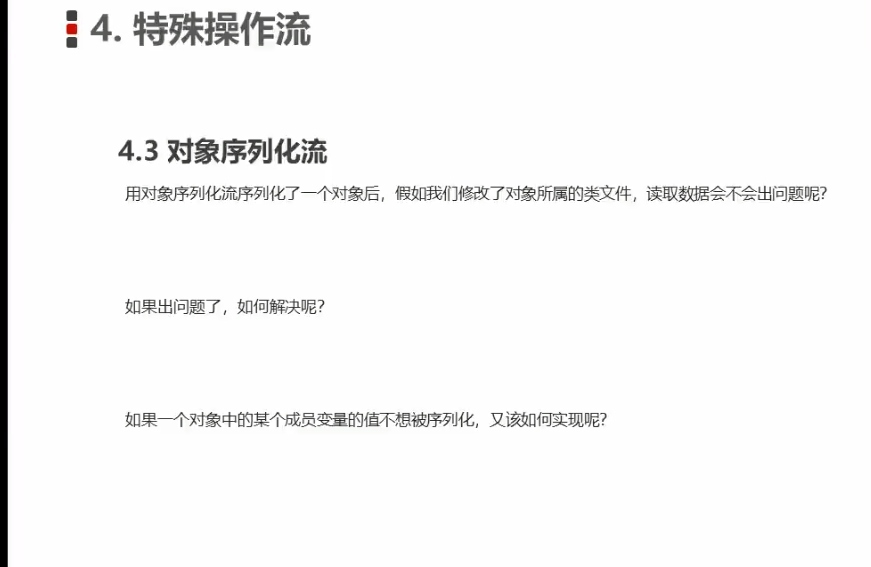 4. 特殊操作流
4.3 对象序列化流
用对象序列化流序列化了一个对象后，假如我们修改了对象所属的类文件，读取数据会不会出问题呢？
如果出问题了，如何解决呢？
如果一个对象中的某个成员变量的值不想被序列化，又该如何实现呢？